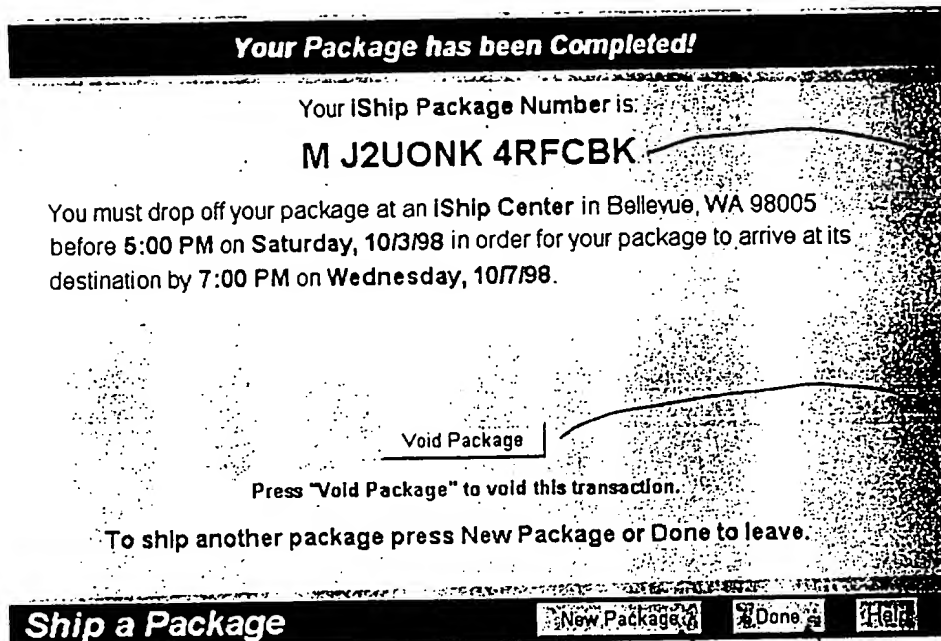 Your Package has been Completed!
Your iShip Package Number is:
M J2UONK 4RFCBK
You must drop off your package at an iShip Center in Bellevue, WA 98005
before 5:00 PM on Saturday, 10/3/98 in order for your package to arrive at its
destination by 7:00 PM on Wednesday, 10/7/98.
Void Package
Press "Void Package" to void this transaction.
To ship another package press New Package or Done to leave.
Ship a Package New Package Done Help